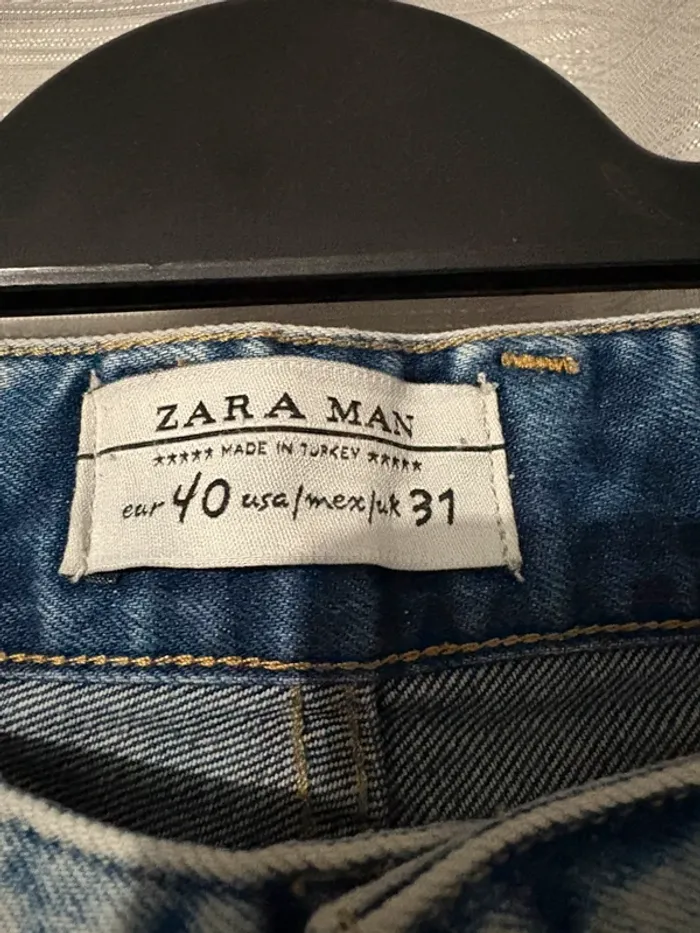 ZARA MAN
***** MADE IN TURKEY *****
eur 40 usa/mex/uk 31